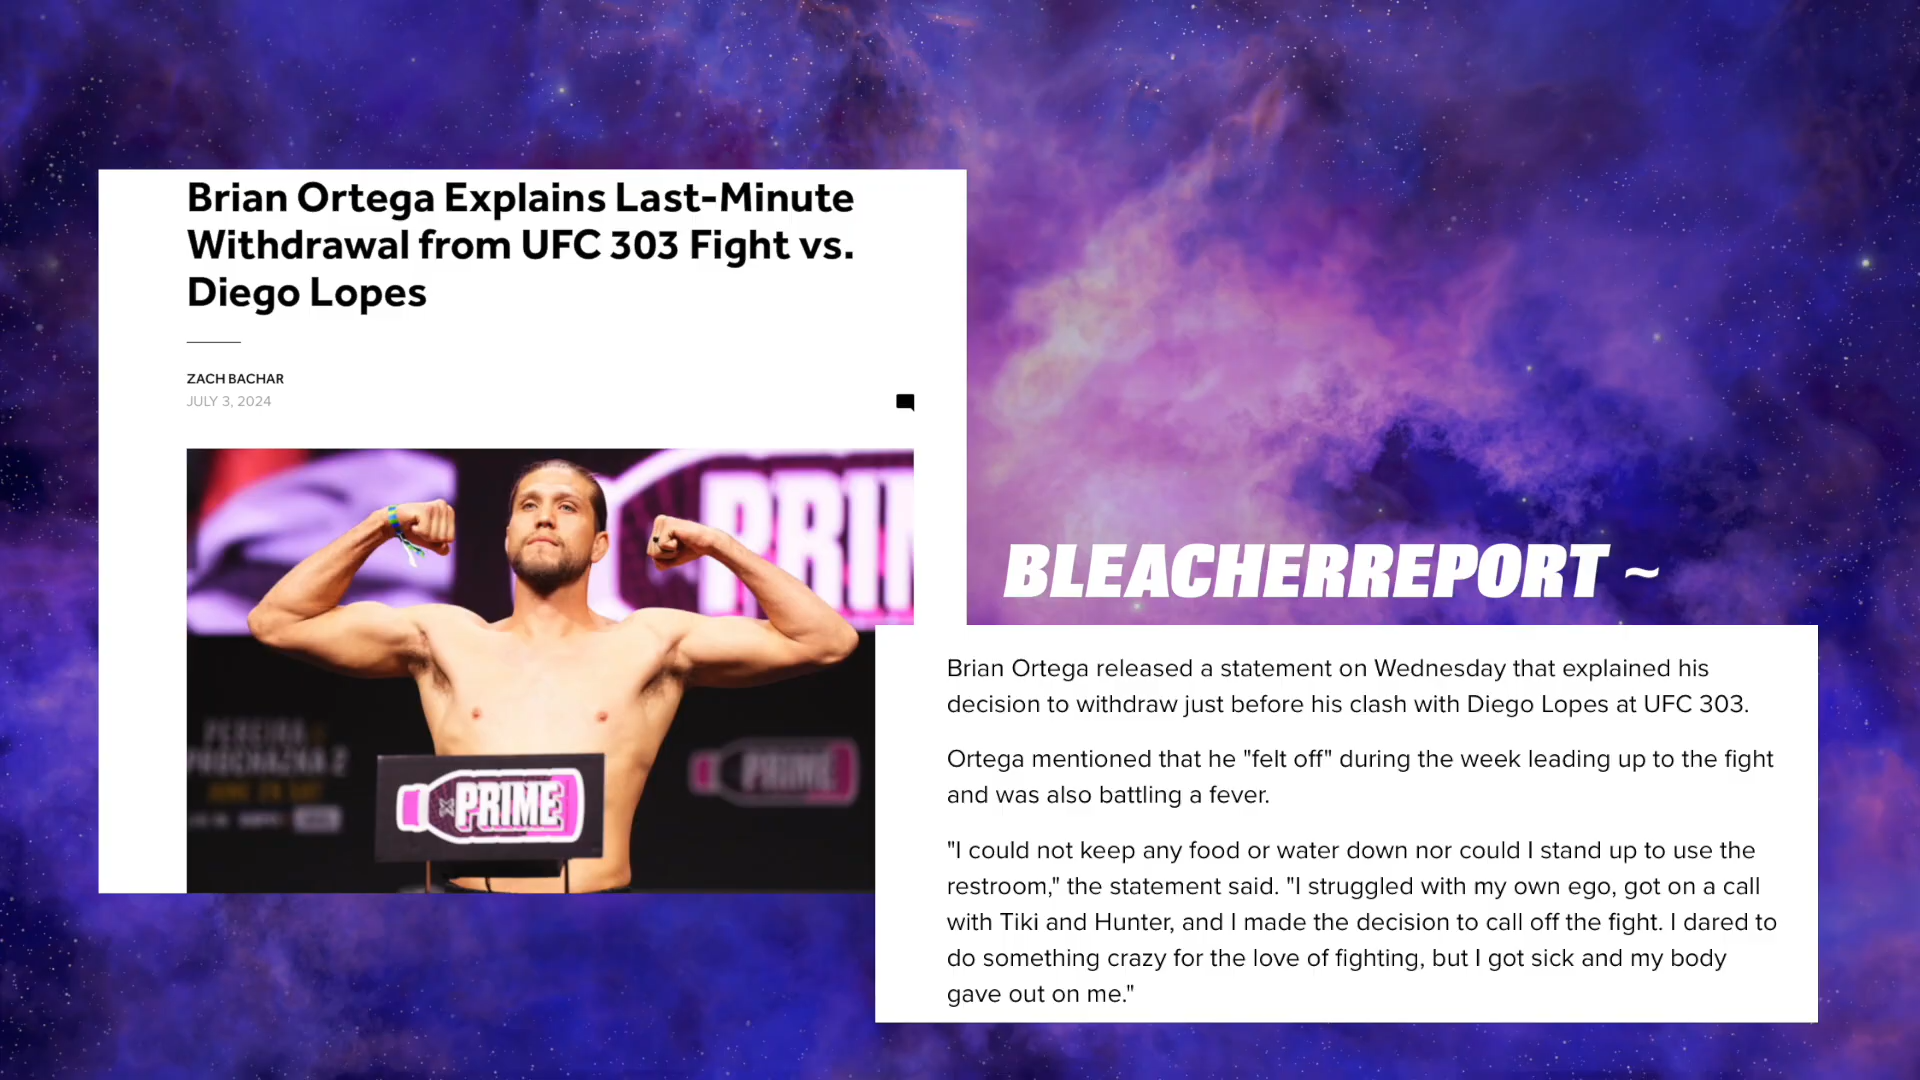 Brian Ortega Explains Last-Minute
Withdrawal from UFC 303 Fight vs.
Diego Lopes
ZACH BACHAR
JULY 3, 2024
PRIME
PEREIRA
PROCHAZKA 2
PRIME
PRIME
BLEACHERREPORT ~
Brian Ortega released a statement on Wednesday that explained his
decision to withdraw just before his clash with Diego Lopes at UFC 303.
Ortega mentioned that he "felt off" during the week leading up to the fight
and was also battling a fever.
"I could not keep any food or water down nor could I stand up to use the
restroom," the statement said. "I struggled with my own ego, got on a call
with Tiki and Hunter, and I made the decision to call off the fight. I dared to
do something crazy for the love of fighting, but I got sick and my body
gave out on me."